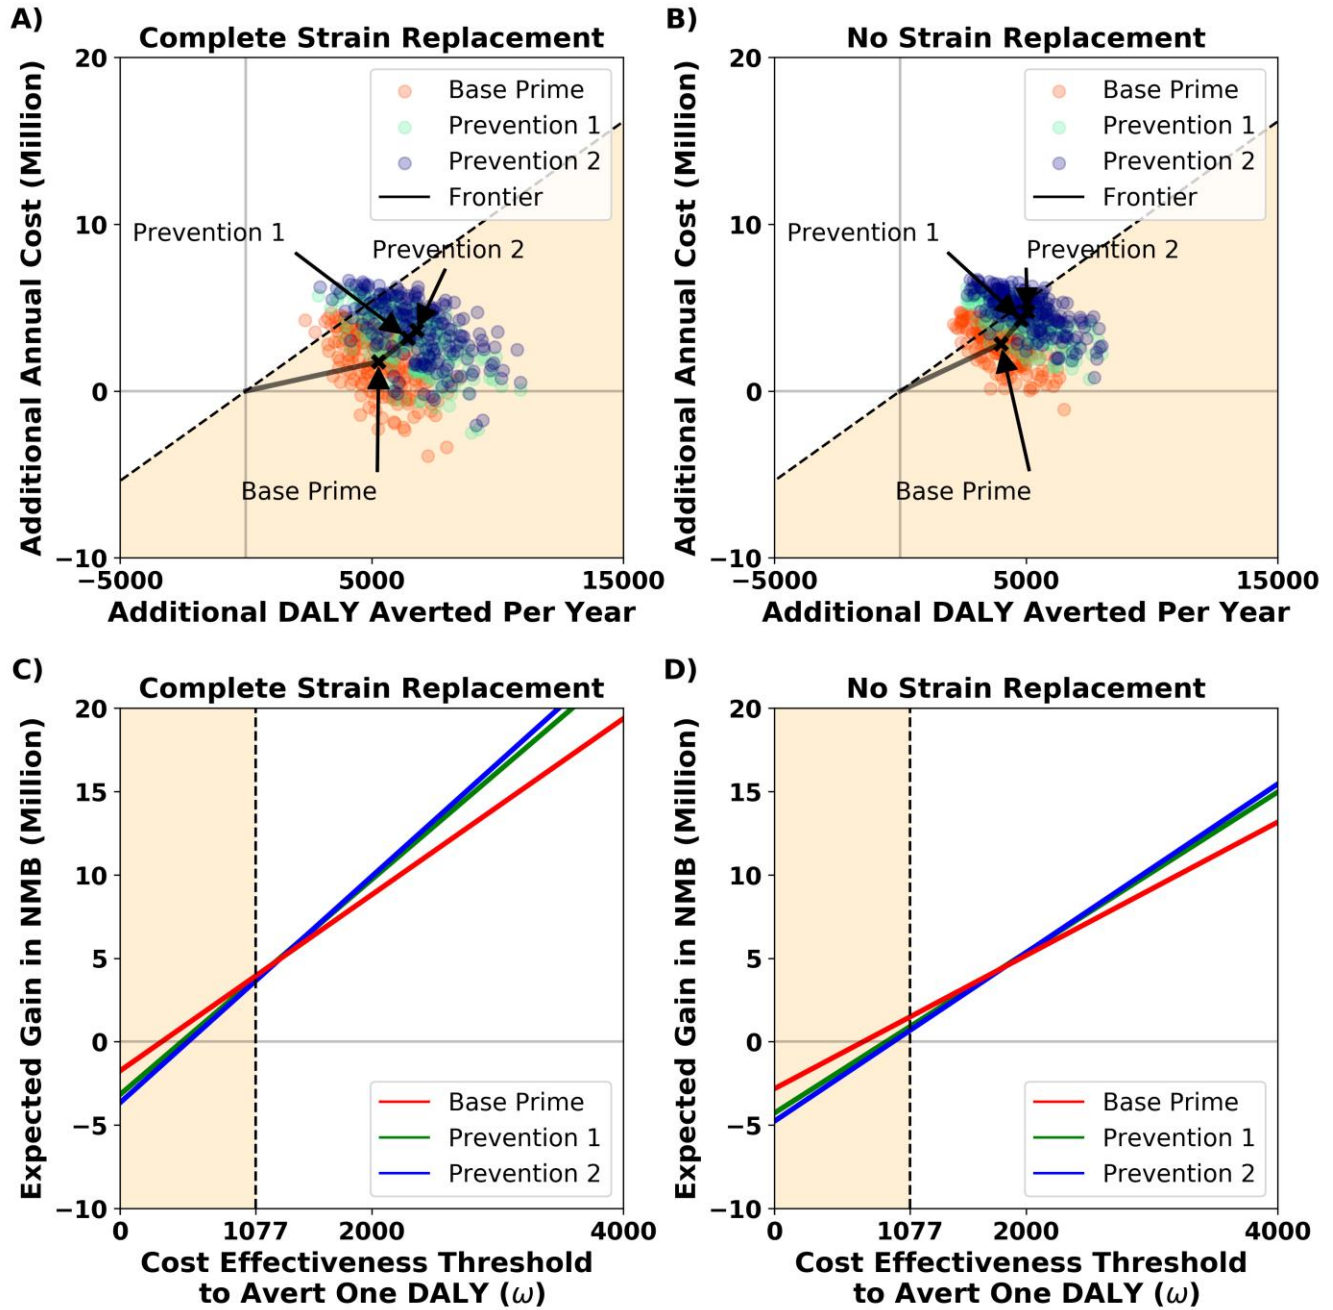 A)
Complete Strain Replacement
Additional Annual Cost (Million)
20
10
0
−10
−5000
5000
15000
Additional DALY Averted Per Year
Base Prime
Prevention 1
Prevention 2
Frontier
Prevention 1
Prevention 2
Base Prime
B)
No Strain Replacement
Additional Annual Cost (Million)
20
10
0
−10
−5000
5000
15000
Additional DALY Averted Per Year
Base Prime
Prevention 1
Prevention 2
Frontier
Prevention 1
Prevention 2
Base Prime
C)
Complete Strain Replacement
Expected Gain in NMB (Million)
20
15
10
5
0
−5
−10
0
1077
2000
4000
Cost Effectiveness Threshold
to Avert One DALY (ω)
Base Prime
Prevention 1
Prevention 2
D)
No Strain Replacement
Expected Gain in NMB (Million)
20
15
10
5
0
−5
−10
0
1077
2000
4000
Cost Effectiveness Threshold
to Avert One DALY (ω)
Base Prime
Prevention 1
Prevention 2